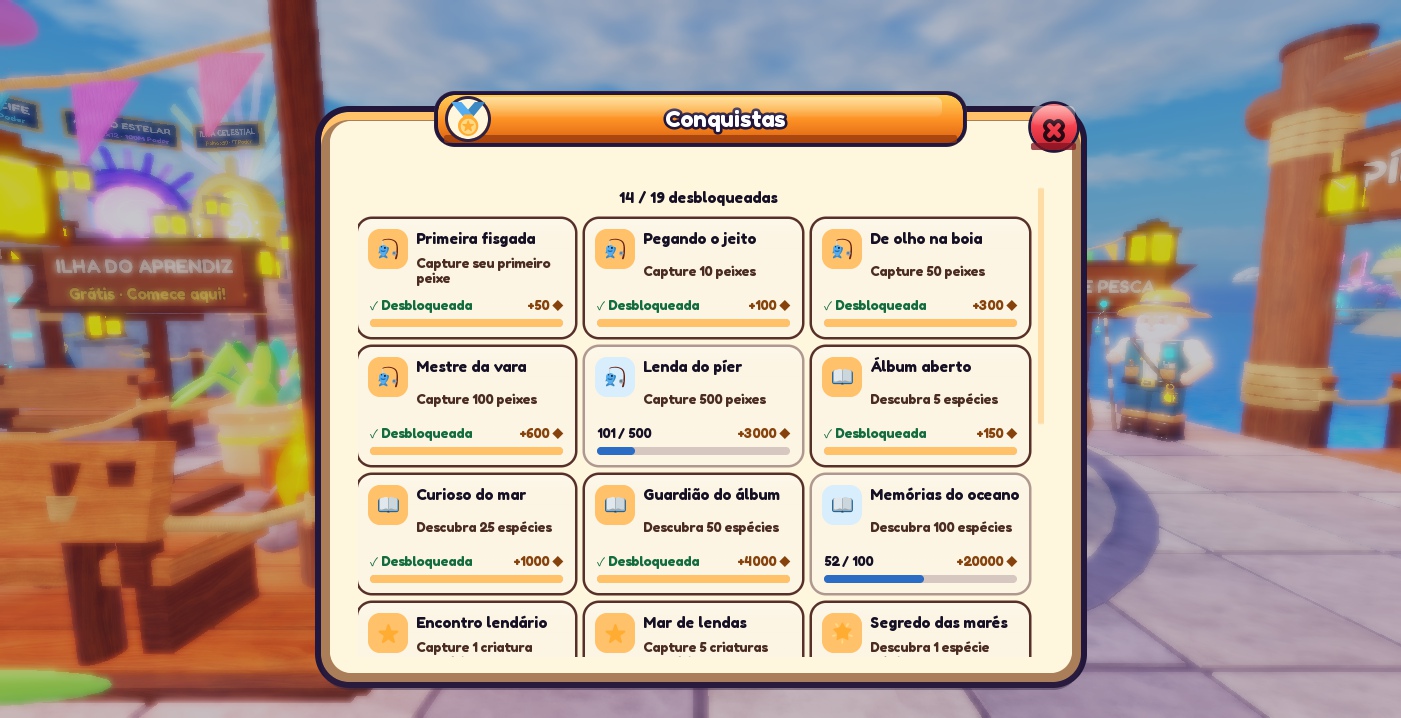 Conquistas
14 / 19 desbloqueadas
Primeira fisgada
Capture seu primeiro
peixe
✓ Desbloqueada +50 ◆
Pegando o jeito
Capture 10 peixes
✓ Desbloqueada +100 ◆
De olho na boia
Capture 50 peixes
✓ Desbloqueada +300 ◆
Mestre da vara
Capture 100 peixes
✓ Desbloqueada +600 ◆
Lenda do píer
Capture 500 peixes
101 / 500 +3000 ◆
Álbum aberto
Descubra 5 espécies
✓ Desbloqueada +150 ◆
Curioso do mar
Descubra 25 espécies
✓ Desbloqueada +1000 ◆
Guardião do álbum
Descubra 50 espécies
✓ Desbloqueada +4000 ◆
Memórias do oceano
Descubra 100 espécies
52 / 100 +20000 ◆
Encontro lendário
Capture 1 criatura
Mar de lendas
Capture 5 criaturas
Segredo das marés
Descubra 1 espécie
ESTELAR
ILHA CELESTIAL
ILHA DO APRENDIZ
Grátis · Comece aqui!
E PESCA
PÍ